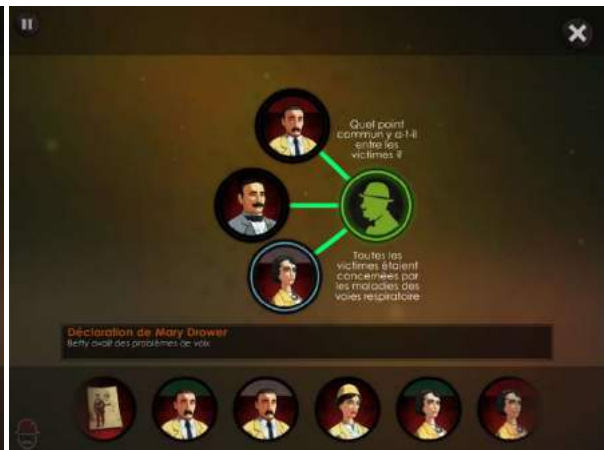 Quel point
commun y a-t-il
entre les
victimes ?
Toutes les
victimes étaient
concernées par
les maladies des
voies respiratoire
Déclaration de Mary Drower
Betty avait des problèmes de voix